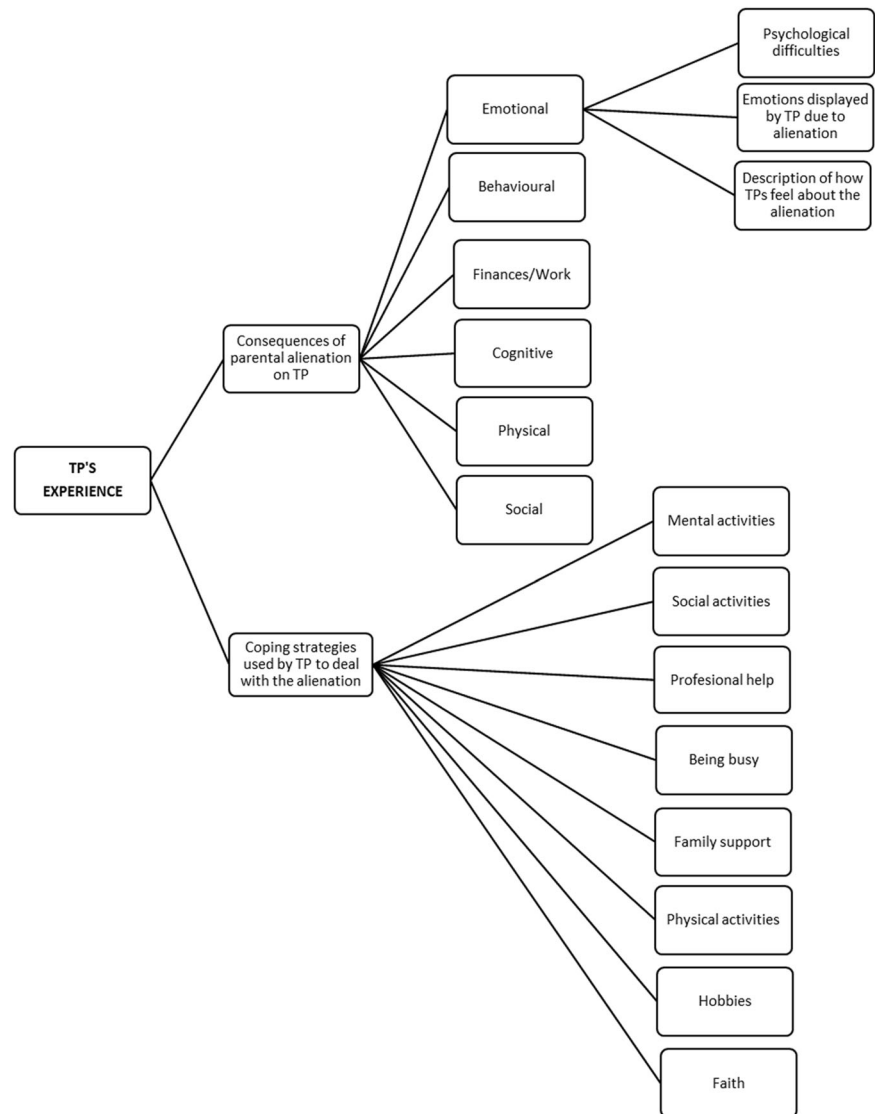 TP'S
EXPERIENCE
Consequences of
parental alienation
on TP
Emotional
Psychological
difficulties
Emotions displayed
by TP due to
alienation
Description of how
TPs feel about the
alienation
Behavioural
Finances/Work
Cognitive
Physical
Social
Coping strategies
used by TP to deal
with the alienation
Mental activities
Social activities
Profesional help
Being busy
Family support
Physical activities
Hobbies
Faith